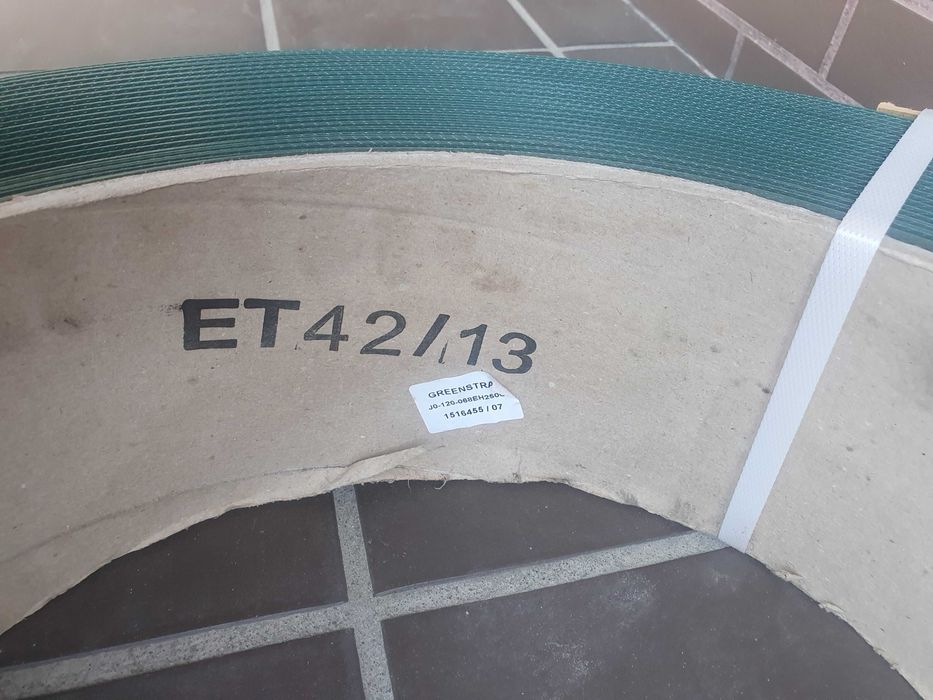 ET42/13
GREENSTRA
J0-120-068EH260
1516455 / 07